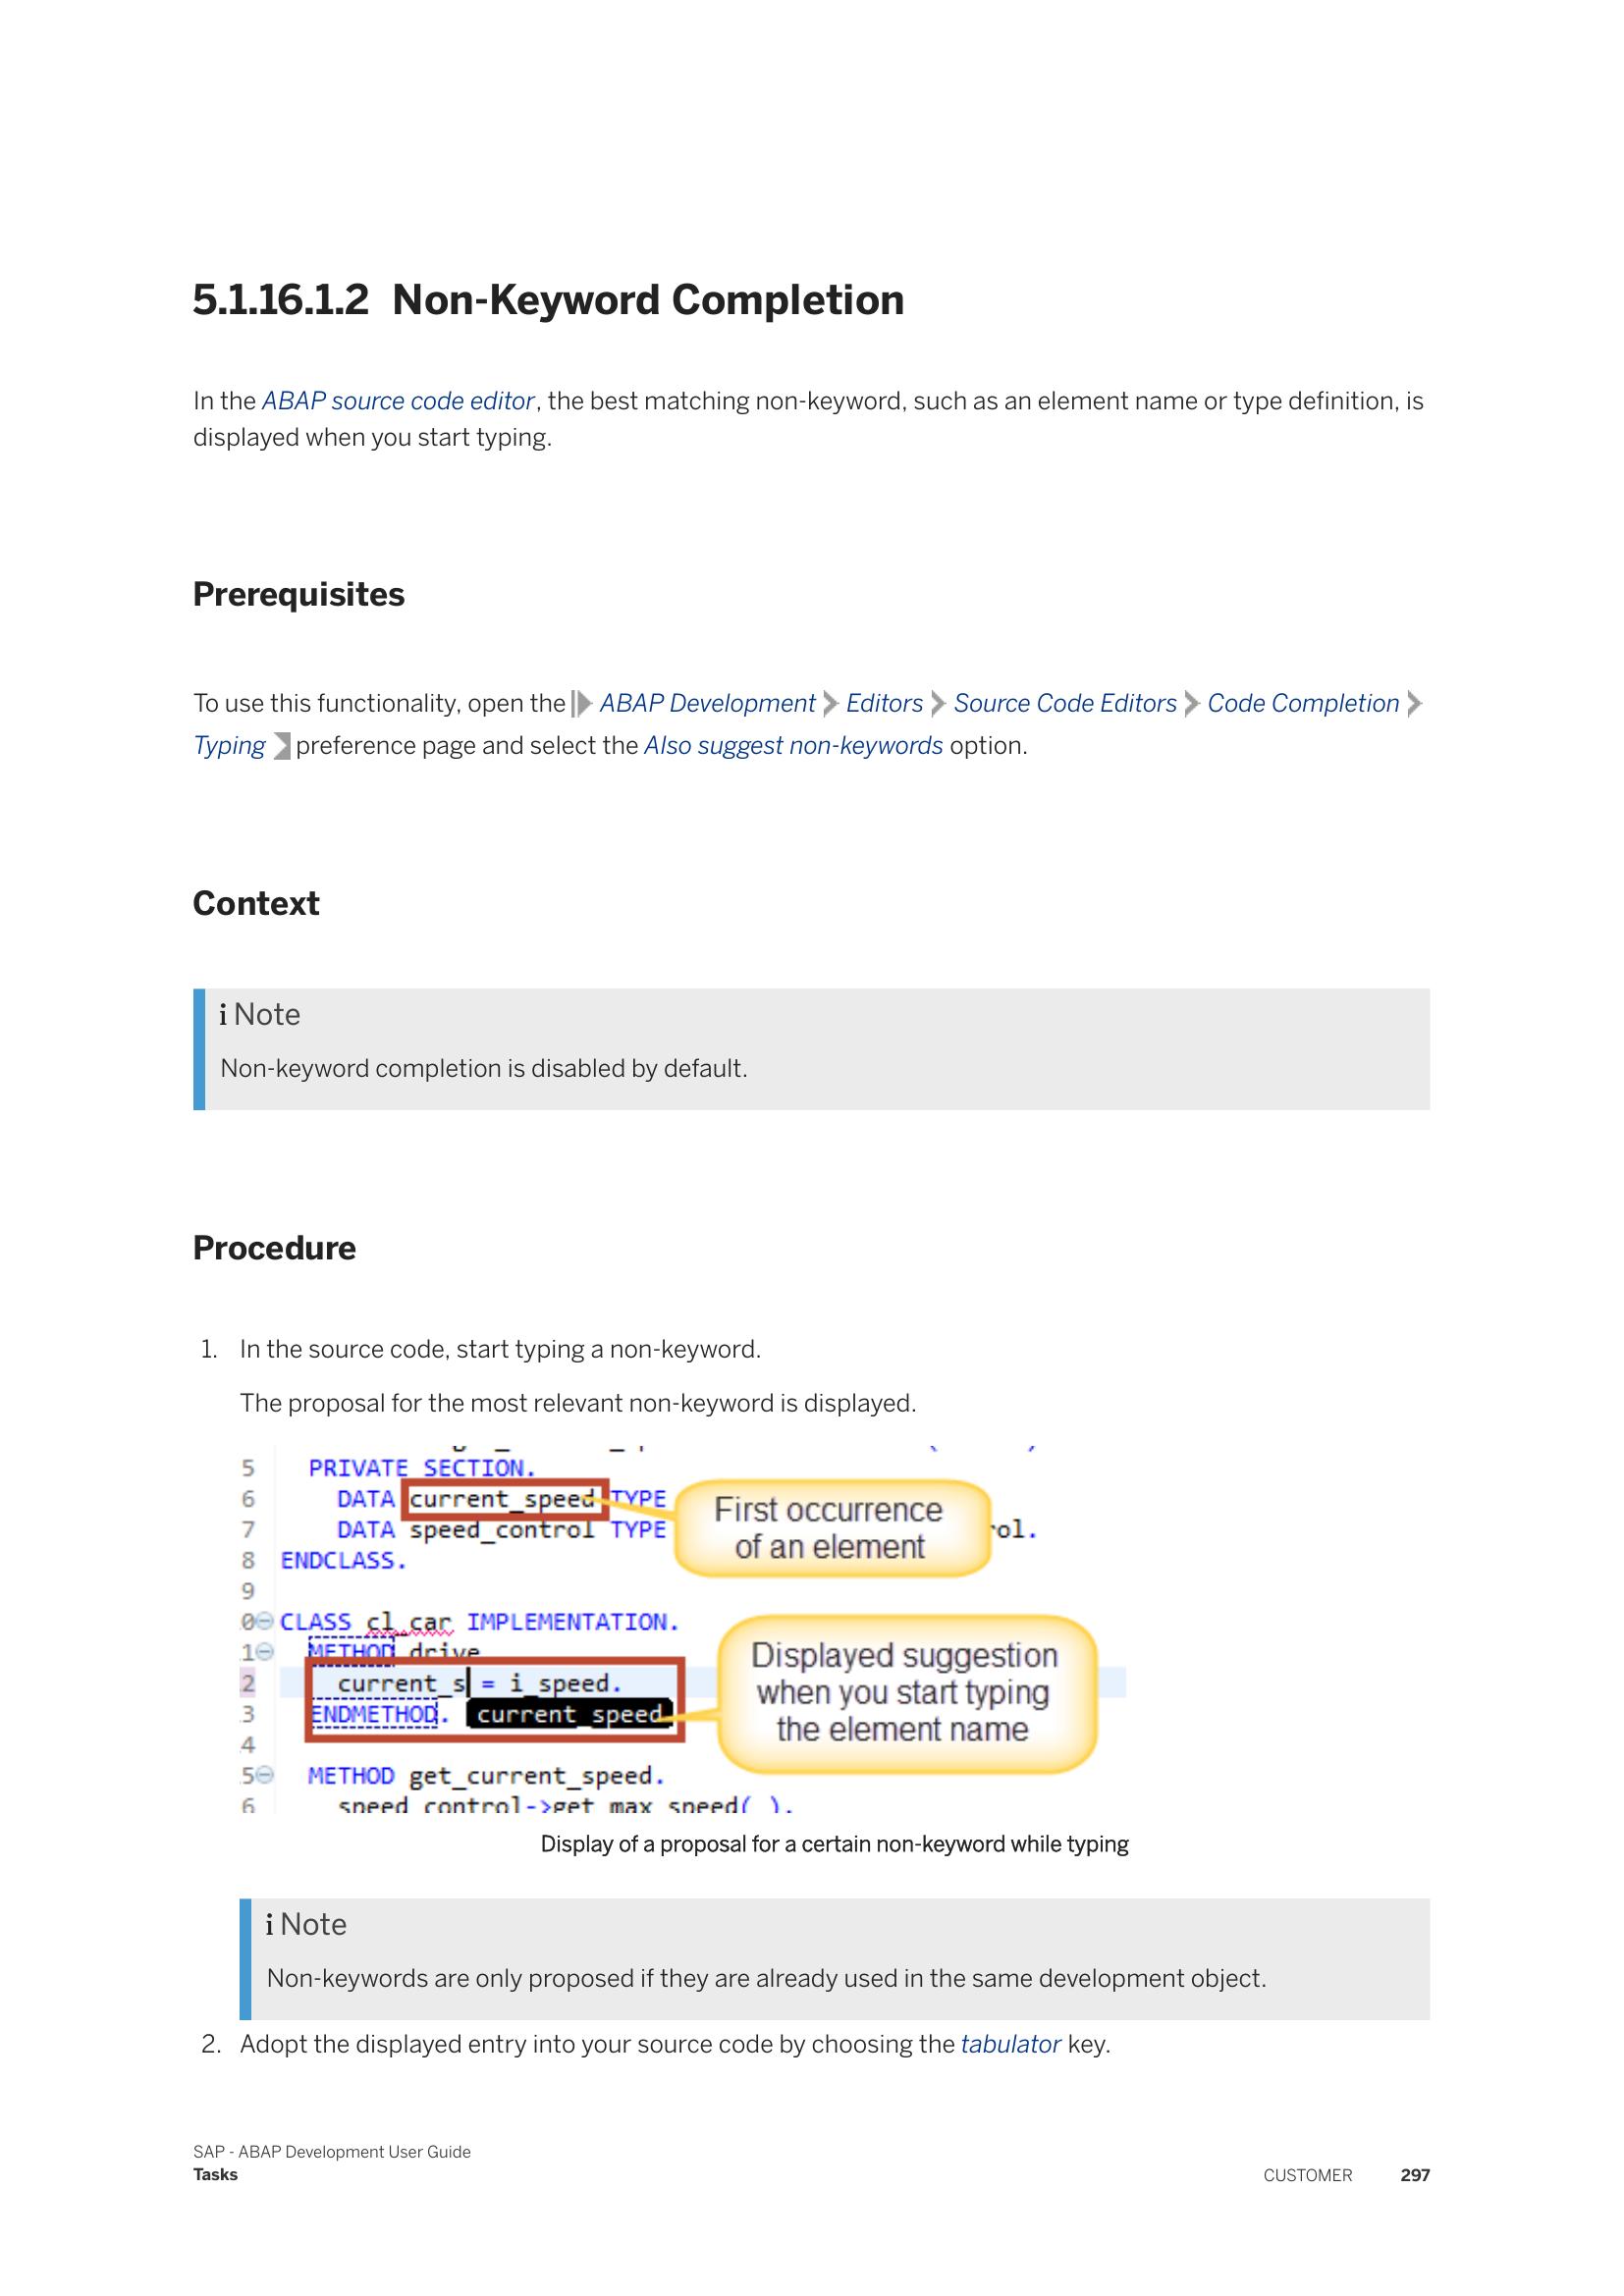 5.1.16.1.2 Non-Keyword Completion
In the ABAP source code editor, the best matching non-keyword, such as an element name or type definition, is
displayed when you start typing.
Prerequisites
To use this functionality, open the ABAP Development Editors Source Code Editors Code Completion
Typing preference page and select the Also suggest non-keywords option.
Context
i Note
Non-keyword completion is disabled by default.
Procedure
1. In the source code, start typing a non-keyword.
The proposal for the most relevant non-keyword is displayed.
5 PRIVATE SECTION.
6 DATA current_speed TYPE
First occurrence
of an element
7 DATA speed_control TYPE rol.
8 ENDCLASS.
9
0 CLASS cl_car IMPLEMENTATION.
1 METHOD drive
2 current_s = i_speed.
3 ENDMETHOD. current_speed
Displayed suggestion
when you start typing
the element name
4
5 METHOD get_current_speed.
6 speed_control->get_max_speed( ).
Display of a proposal for a certain non-keyword while typing
i Note
Non-keywords are only proposed if they are already used in the same development object.
2. Adopt the displayed entry into your source code by choosing the tabulator key.
SAP - ABAP Development User Guide
Tasks
CUSTOMER 297